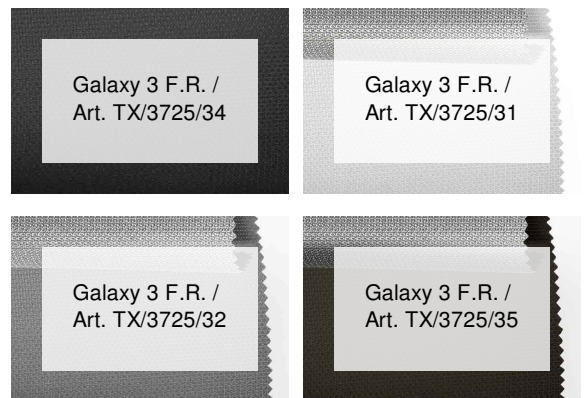 Galaxy 3 F.R. /
Art. TX/3725/34
Galaxy 3 F.R. /
Art. TX/3725/31
Galaxy 3 F.R. /
Art. TX/3725/32
Galaxy 3 F.R. /
Art. TX/3725/35